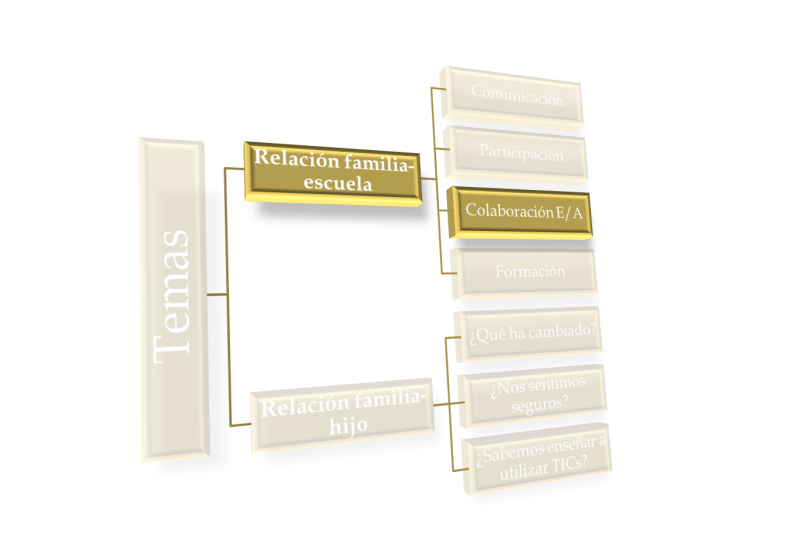 Temas
Relación familia-
escuela
Comunicación
Participación
Colaboración E/A
Formación
Relación familia-
hijo
¿Qué ha cambiado?
¿Nos sentimos
seguros?
¿Sabemos enseñar a
utilizar TICs?